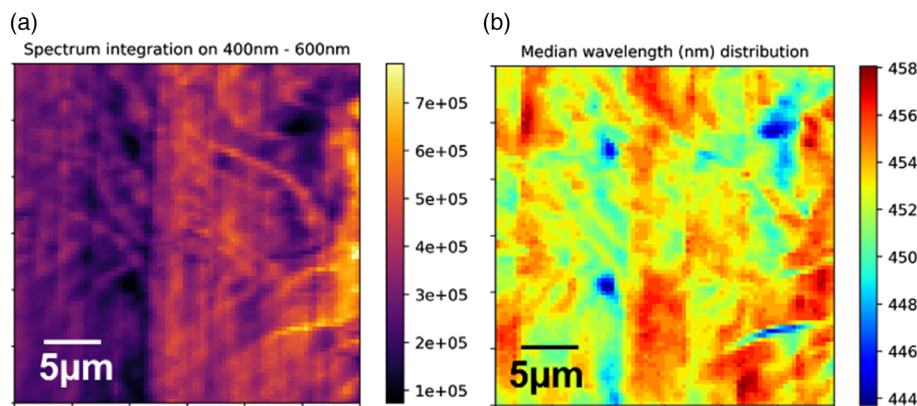 (a)
(b)
Spectrum integration on 400nm - 600nm
Median wavelength (nm) distribution
7e+05
6e+05
5e+05
4e+05
3e+05
2e+05
1e+05
5µm
458
456
454
452
450
448
446
444
5µm